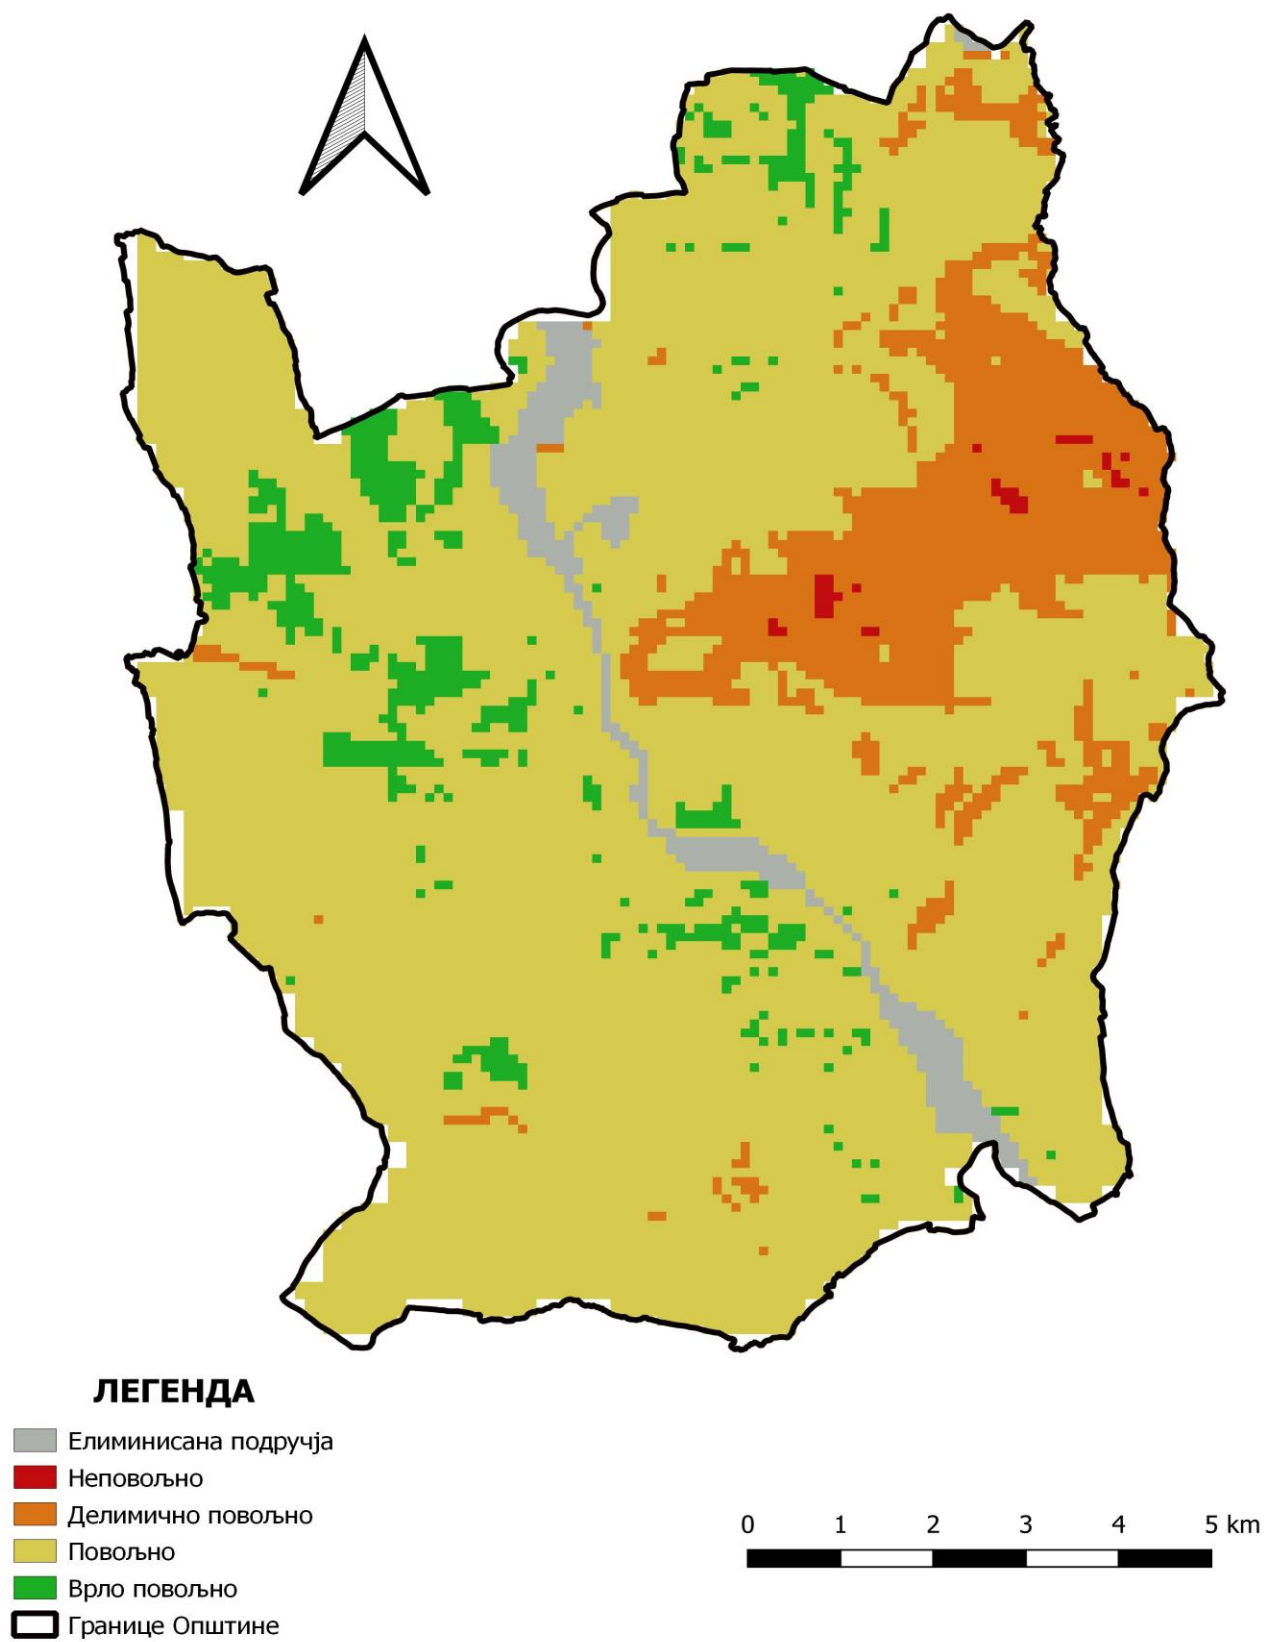 ЛЕГЕНДА
Елиминисана подручја
Неповољно
Делимично повољно
Повољно
Врло повољно
Границе Општине
0 1 2 3 4 5 km